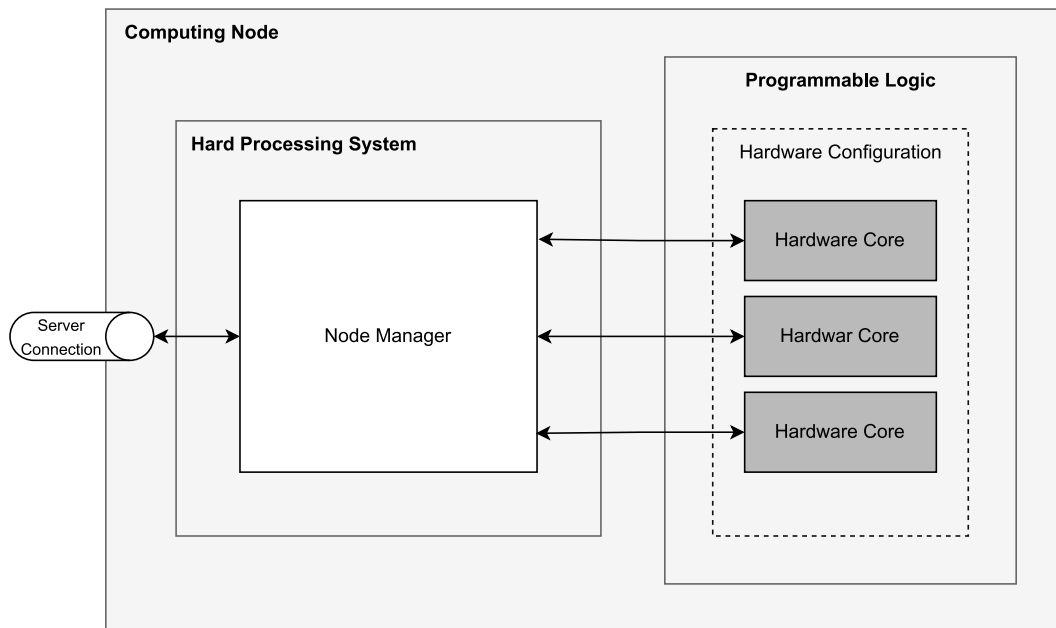 Computing Node
Programmable Logic
Hard Processing System
Hardware Configuration
Hardware Core
Server
Connection
Node Manager
Hardwar Core
Hardware Core